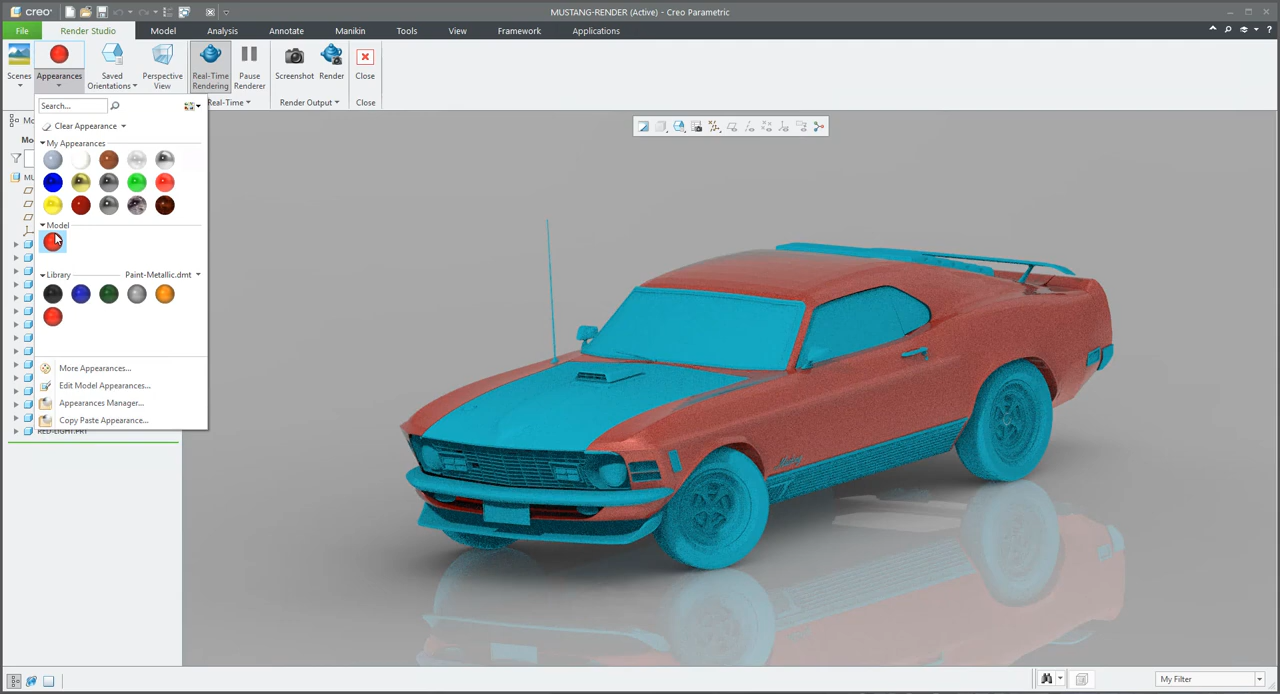 creo
MUSTANG-RENDER (Active) - Creo Parametric
File
Render Studio
Model
Analysis
Annotate
Manikin
Tools
View
Framework
Applications
Scenes
Appearances
Saved
Orientations
Perspective
View
Real-Time
Rendering
Pause
Renderer
Screenshot
Render
Close
Real-Time
Render Output
Close
Search...
Clear Appearance
My Appearances
Model
Library
Paint-Metallic.dmt
More Appearances...
Edit Model Appearances...
Appearances Manager...
Copy Paste Appearance...
RED-LIGHT.PRT
My Filter